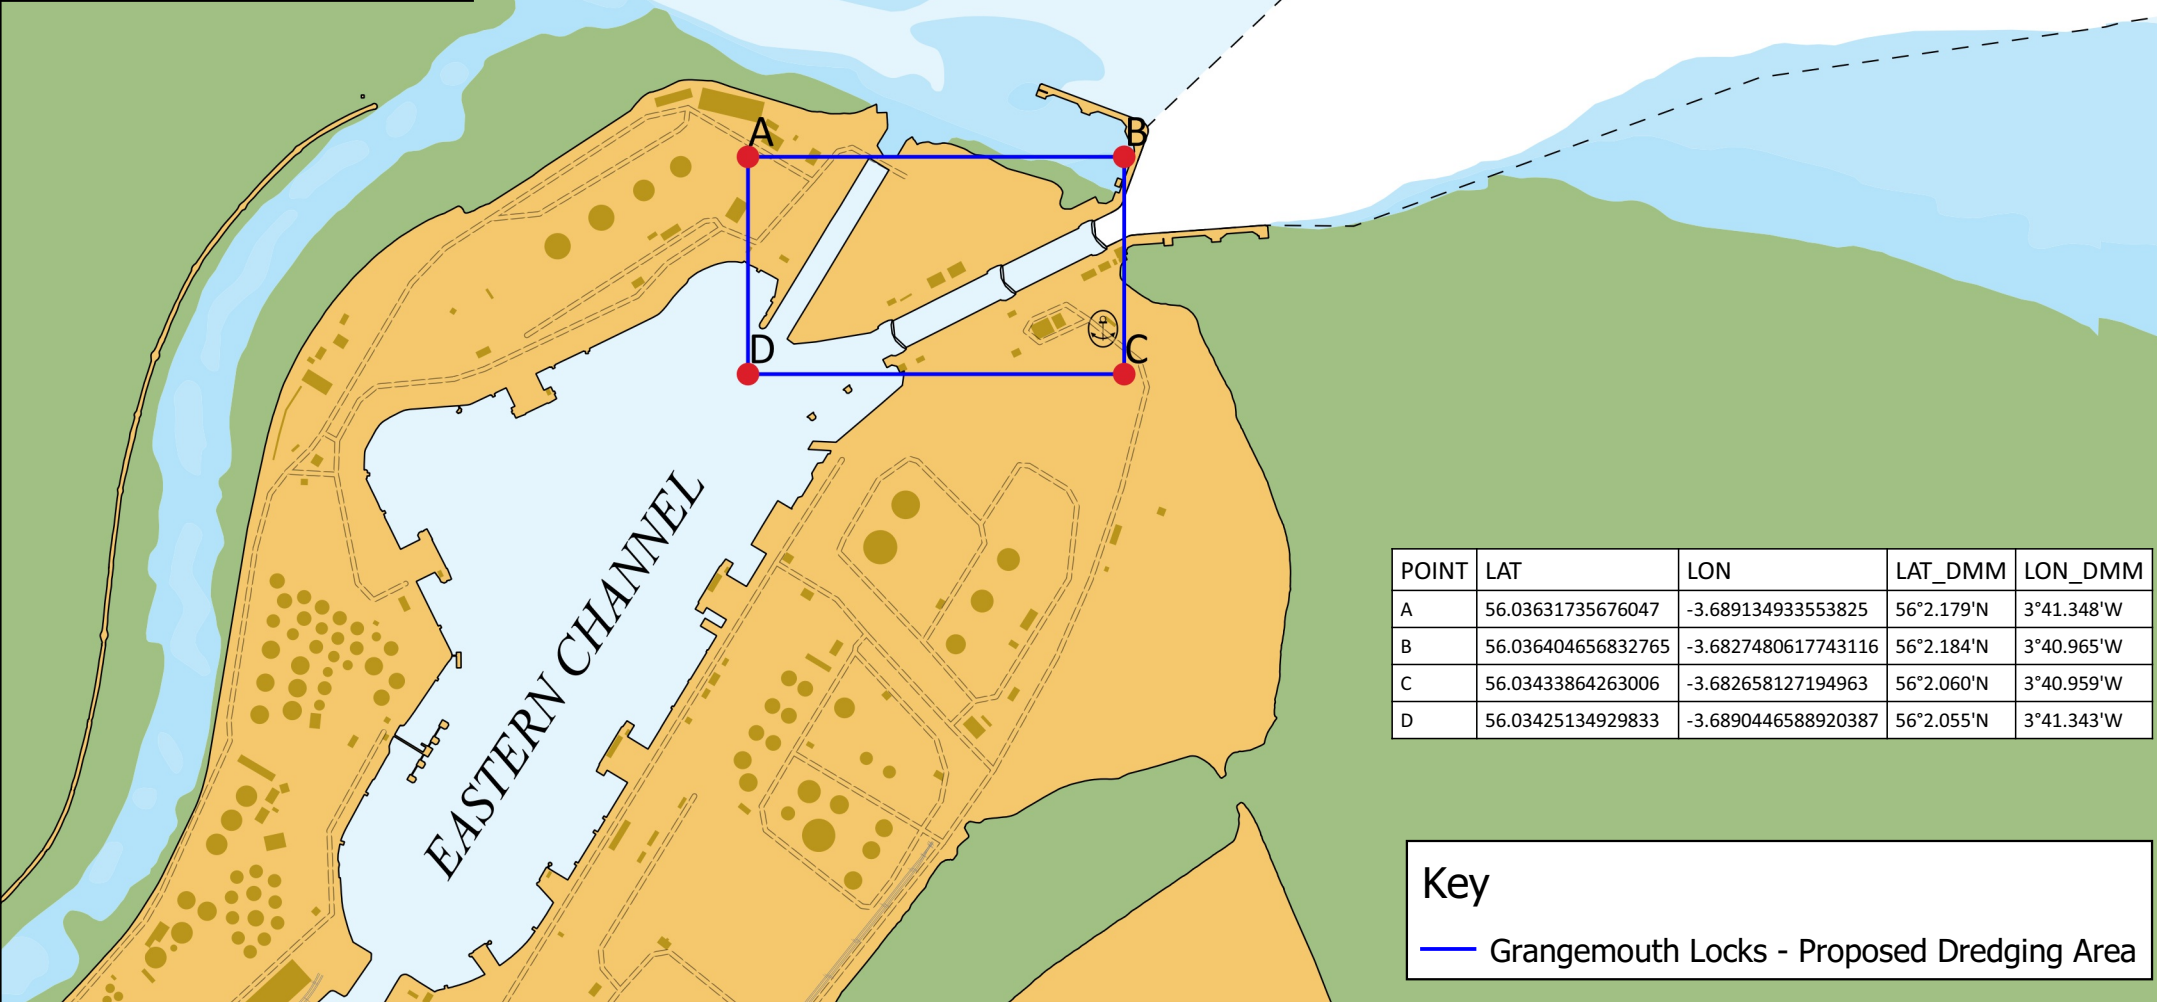 A
B
D
C
EASTERN CHANNEL
POINT LAT LON LAT_DMM LON_DMM
A 56.03631735676047 -3.689134933553825 56°2.179'N 3°41.348'W
B 56.036404656832765 -3.6827480617743116 56°2.184'N 3°40.965'W
C 56.03433864263006 -3.682658127194963 56°2.060'N 3°40.959'W
D 56.03425134929833 -3.6890446588920387 56°2.055'N 3°41.343'W
Key
Grangemouth Locks - Proposed Dredging Area